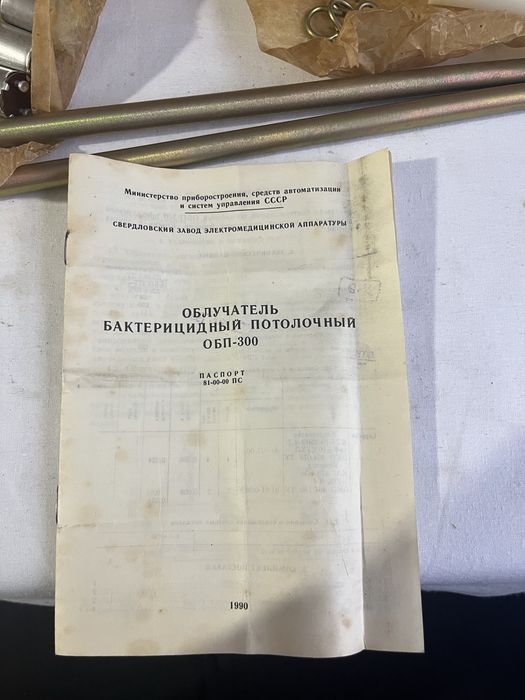 Министерство приборостроения, средств автоматизации
и систем управления СССР
СВЕРДЛОВСКИЙ ЗАВОД ЭЛЕКТРОМЕДИЦИНСКОЙ АППАРАТУРЫ
ОБЛУЧАТЕЛЬ
БАКТЕРИЦИДНЫЙ ПОТОЛОЧНЫЙ
ОБП-300
ПАСПОРТ
81-00-00 ПС
1990